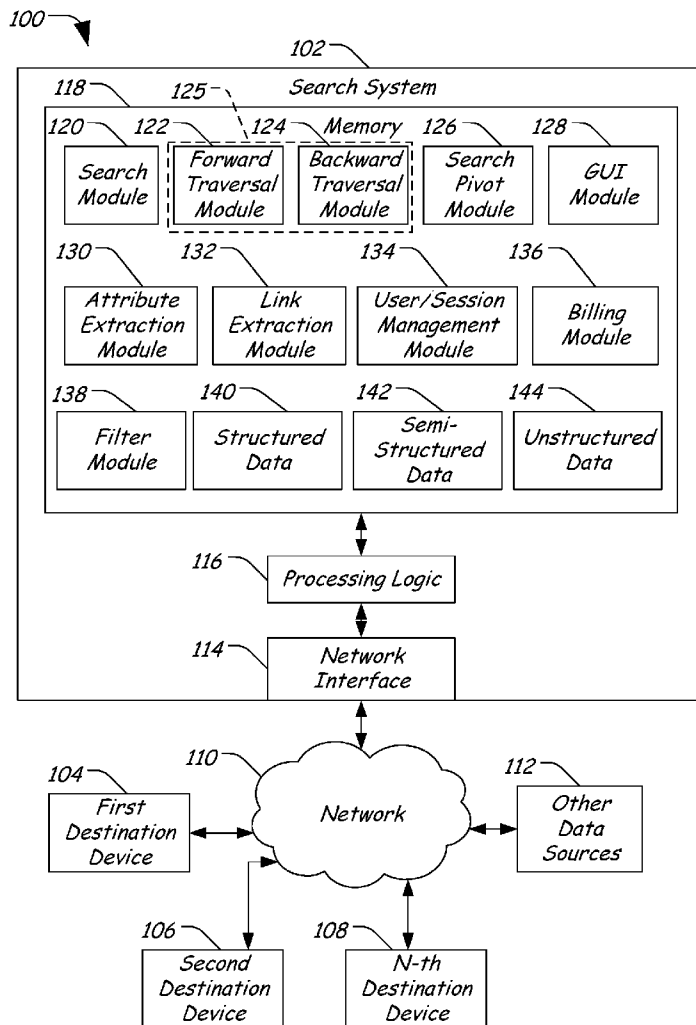 100
102
Search System
118
125
Memory
120
122
124
126
128
Search
Module
Forward
Traversal
Module
Backward
Traversal
Module
Search
Pivot
Module
GUI
Module
130
132
134
136
Attribute
Extraction
Module
Link
Extraction
Module
User/Session
Management
Module
Billing
Module
138
140
142
144
Filter
Module
Structured
Data
Semi-
Structured
Data
Unstructured
Data
116
Processing Logic
114
Network
Interface
110
Network
104
First
Destination
Device
112
Other
Data
Sources
106
Second
Destination
Device
108
N-th
Destination
Device